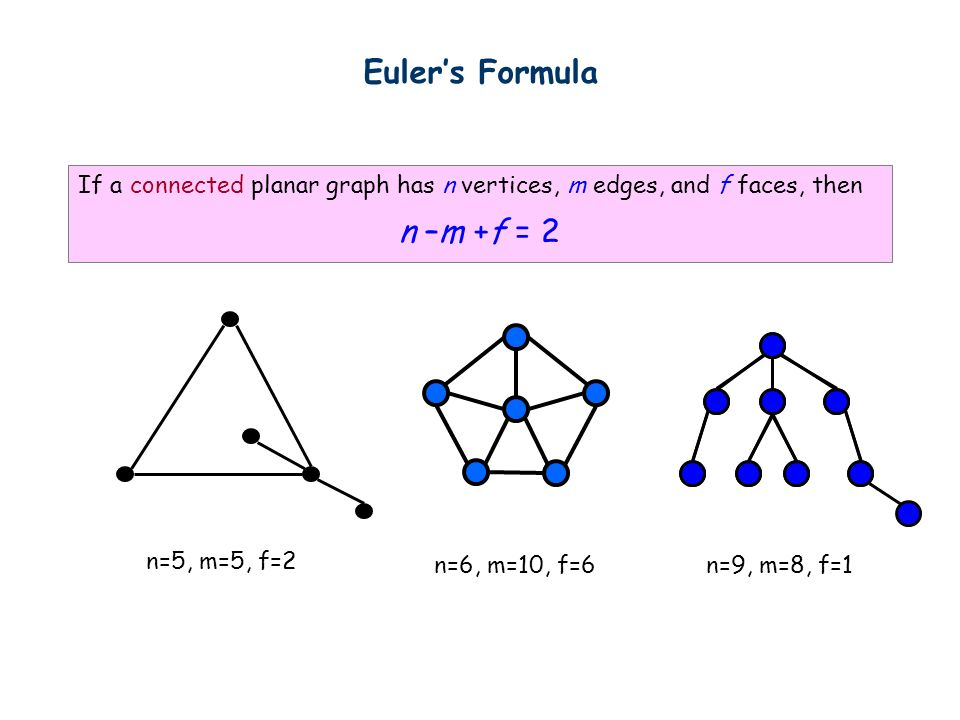 Euler’s Formula
If a connected planar graph has n vertices, m edges, and f faces, then
n –m +f = 2
n=5, m=5, f=2
n=6, m=10, f=6
n=9, m=8, f=1